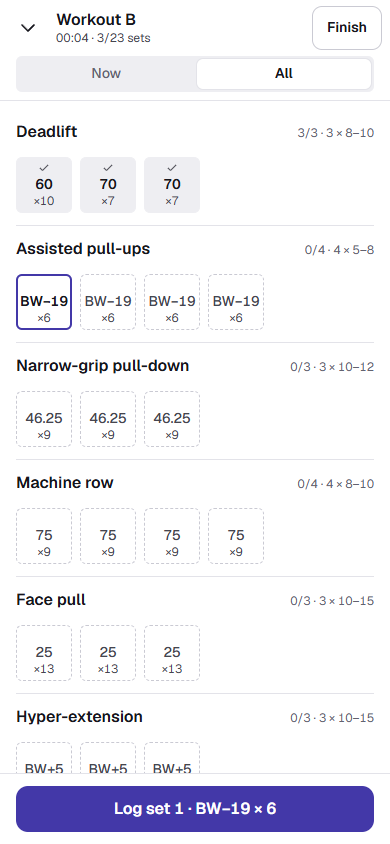 Workout B
00:04 · 3/23 sets
Finish
Now
All
Deadlift
3/3 · 3 × 8–10
✓ ✓ ✓
60 70 70
×10 ×7 ×7
Assisted pull-ups
0/4 · 4 × 5–8
BW−19 BW−19 BW−19 BW−19
×6 ×6 ×6 ×6
Narrow-grip pull-down
0/3 · 3 × 10–12
46.25 46.25 46.25
×9 ×9 ×9
Machine row
0/4 · 4 × 8–10
75 75 75 75
×9 ×9 ×9 ×9
Face pull
0/3 · 3 × 10–15
25 25 25
×13 ×13 ×13
Hyper-extension
0/3 · 3 × 10–15
BW+5 BW+5 BW+5
Log set 1 · BW−19 × 6